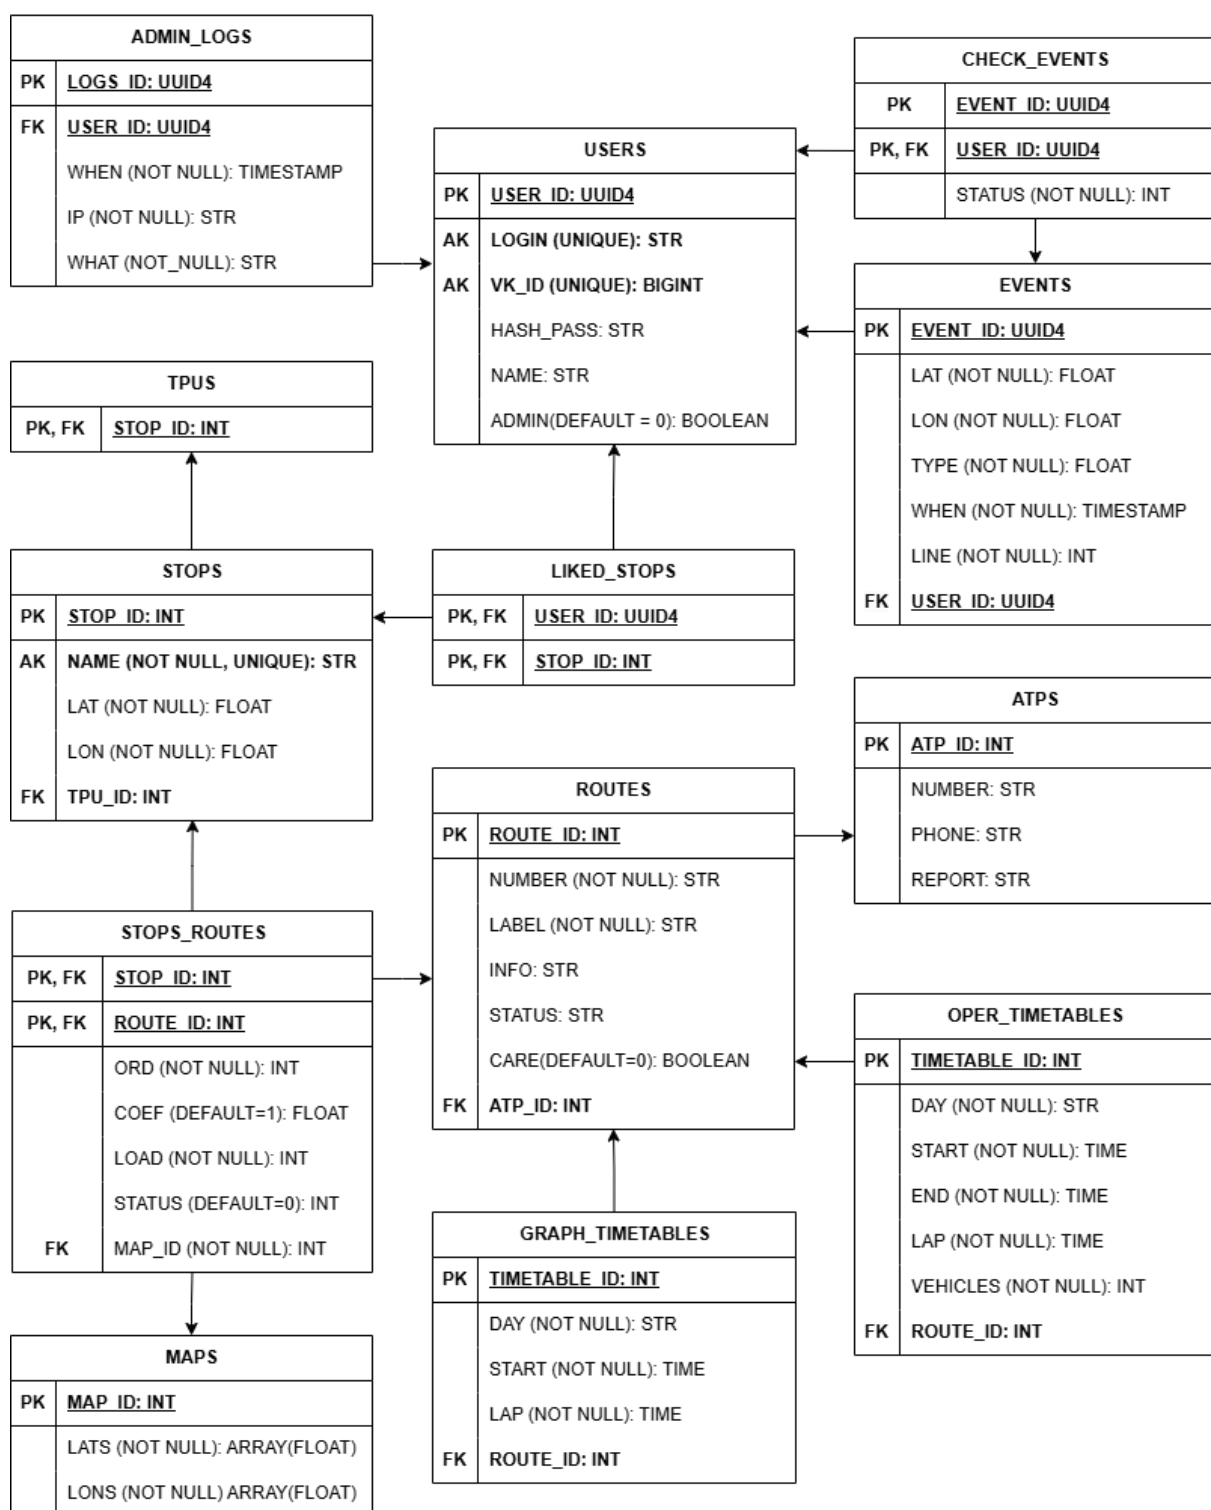 ADMIN_LOGS
PK LOGS_ID: UUID4
FK USER_ID: UUID4
WHEN (NOT NULL): TIMESTAMP
IP (NOT NULL): STR
WHAT (NOT_NULL): STR
USERS
PK USER_ID: UUID4
AK LOGIN (UNIQUE): STR
AK VK_ID (UNIQUE): BIGINT
HASH_PASS: STR
NAME: STR
ADMIN(DEFAULT = 0): BOOLEAN
CHECK_EVENTS
PK EVENT_ID: UUID4
PK, FK USER_ID: UUID4
STATUS (NOT NULL): INT
EVENTS
PK EVENT_ID: UUID4
LAT (NOT NULL): FLOAT
LON (NOT NULL): FLOAT
TYPE (NOT NULL): FLOAT
WHEN (NOT NULL): TIMESTAMP
LINE (NOT NULL): INT
FK USER_ID: UUID4
TPUS
PK, FK STOP_ID: INT
STOPS
PK STOP_ID: INT
AK NAME (NOT NULL, UNIQUE): STR
LAT (NOT NULL): FLOAT
LON (NOT NULL): FLOAT
FK TPU_ID: INT
LIKED_STOPS
PK, FK USER_ID: UUID4
PK, FK STOP_ID: INT
ATPS
PK ATP_ID: INT
NUMBER: STR
PHONE: STR
REPORT: STR
ROUTES
PK ROUTE_ID: INT
NUMBER (NOT NULL): STR
LABEL (NOT NULL): STR
INFO: STR
STATUS: STR
CARE(DEFAULT=0): BOOLEAN
FK ATP_ID: INT
STOPS_ROUTES
PK, FK STOP_ID: INT
PK, FK ROUTE_ID: INT
ORD (NOT NULL): INT
COEF (DEFAULT=1): FLOAT
LOAD (NOT NULL): INT
STATUS (DEFAULT=0): INT
FK MAP_ID (NOT NULL): INT
OPER_TIMETABLES
PK TIMETABLE_ID: INT
DAY (NOT NULL): STR
START (NOT NULL): TIME
END (NOT NULL): TIME
LAP (NOT NULL): TIME
VEHICLES (NOT NULL): INT
FK ROUTE_ID: INT
GRAPH_TIMETABLES
PK TIMETABLE_ID: INT
DAY (NOT NULL): STR
START (NOT NULL): TIME
LAP (NOT NULL): TIME
FK ROUTE_ID: INT
MAPS
PK MAP_ID: INT
LATS (NOT NULL): ARRAY(FLOAT)
LONS (NOT NULL) ARRAY(FLOAT)